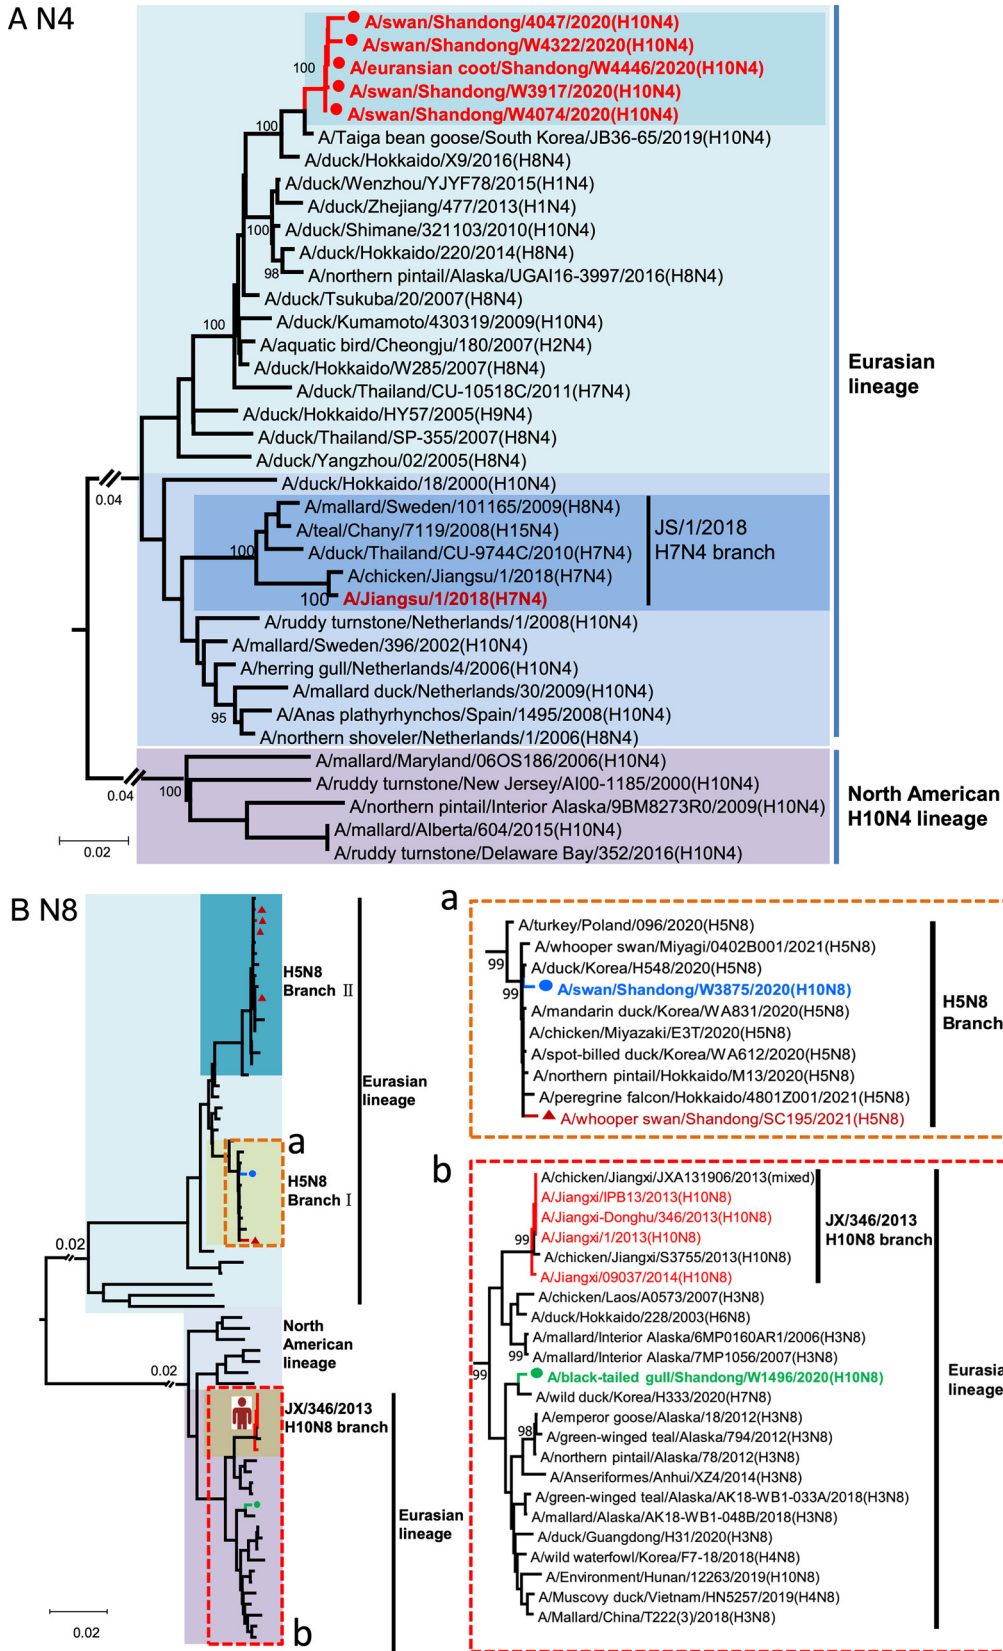 A N4
A/swan/Shandong/4047/2020(H10N4)
A/swan/Shandong/W4322/2020(H10N4)
100
A/euransian coot/Shandong/W4446/2020(H10N4)
A/swan/Shandong/W3917/2020(H10N4)
A/swan/Shandong/W4074/2020(H10N4)
100
A/Taiga bean goose/South Korea/JB36-65/2019(H10N4)
A/duck/Hokkaido/X9/2016(H8N4)
A/duck/Wenzhou/YJYF78/2015(H1N4)
A/duck/Zhejiang/477/2013(H1N4)
100
A/duck/Shimane/321103/2010(H10N4)
A/duck/Hokkaido/220/2014(H8N4)
98
A/northern pintail/Alaska/UGAI16-3997/2016(H8N4)
A/duck/Tsukuba/20/2007(H8N4)
100
A/duck/Kumamoto/430319/2009(H10N4)
A/aquatic bird/Cheongju/180/2007(H2N4)
A/duck/Hokkaido/W285/2007(H8N4)
A/duck/Thailand/CU-10518C/2011(H7N4)
A/duck/Hokkaido/HY57/2005(H9N4)
A/duck/Thailand/SP-355/2007(H8N4)
A/duck/Yangzhou/02/2005(H8N4)
Eurasian
lineage
0.04
A/duck/Hokkaido/18/2000(H10N4)
A/mallard/Sweden/101165/2009(H8N4)
A/teal/Chany/7119/2008(H15N4)
100
A/duck/Thailand/CU-9744C/2010(H7N4)
A/chicken/Jiangsu/1/2018(H7N4)
100
A/Jiangsu/1/2018(H7N4)
JS/1/2018
H7N4 branch
A/ruddy turnstone/Netherlands/1/2008(H10N4)
A/mallard/Sweden/396/2002(H10N4)
A/herring gull/Netherlands/4/2006(H10N4)
A/mallard duck/Netherlands/30/2009(H10N4)
95
A/Anas plathyrhynchos/Spain/1495/2008(H10N4)
A/northern shoveler/Netherlands/1/2006(H8N4)
A/mallard/Maryland/06OS186/2006(H10N4)
0.04
100
A/ruddy turnstone/New Jersey/AI00-1185/2000(H10N4)
A/northern pintail/Interior Alaska/9BM8273R0/2009(H10N4)
A/mallard/Alberta/604/2015(H10N4)
A/ruddy turnstone/Delaware Bay/352/2016(H10N4)
North American
H10N4 lineage
0.02
B N8
H5N8
Branch II
Eurasian
lineage
a
H5N8
Branch I
0.02
North
American
lineage
0.02
JX/346/2013
H10N8 branch
Eurasian
lineage
b
0.02
a
A/turkey/Poland/096/2020(H5N8)
A/whooper swan/Miyagi/0402B001/2021(H5N8)
99
A/duck/Korea/H548/2020(H5N8)
99
A/swan/Shandong/W3875/2020(H10N8)
A/mandarin duck/Korea/WA831/2020(H5N8)
A/chicken/Miyazaki/E3T/2020(H5N8)
A/spot-billed duck/Korea/WA612/2020(H5N8)
A/northern pintail/Hokkaido/M13/2020(H5N8)
A/peregrine falcon/Hokkaido/4801Z001/2021(H5N8)
A/whooper swan/Shandong/SC195/2021(H5N8)
H5N8
Branch
b
A/chicken/Jiangxi/JXA131906/2013(mixed)
A/Jiangxi/IPB13/2013(H10N8)
A/Jiangxi-Donghu/346/2013(H10N8)
99
A/Jiangxi/1/2013(H10N8)
A/chicken/Jiangxi/S3755/2013(H10N8)
A/Jiangxi/09037/2014(H10N8)
JX/346/2013
H10N8 branch
A/chicken/Laos/A0573/2007(H3N8)
A/duck/Hokkaido/228/2003(H6N8)
A/mallard/Interior Alaska/6MP0160AR1/2006(H3N8)
99
A/mallard/Interior Alaska/7MP1056/2007(H3N8)
99
A/black-tailed gull/Shandong/W1496/2020(H10N8)
A/wild duck/Korea/H333/2020(H7N8)
Eurasia
lineage
A/emperor goose/Alaska/18/2012(H3N8)
98
A/green-winged teal/Alaska/794/2012(H3N8)
A/northern pintail/Alaska/78/2012(H3N8)
A/Anseriformes/Anhui/XZ4/2014(H3N8)
A/green-winged teal/Alaska/AK18-WB1-033A/2018(H3N8)
A/mallard/Alaska/AK18-WB1-048B/2018(H3N8)
A/duck/Guangdong/H31/2020(H3N8)
A/wild waterfowl/Korea/F7-18/2018(H4N8)
A/Environment/Hunan/12263/2019(H10N8)
A/Muscovy duck/Vietnam/HN5257/2019(H4N8)
A/Mallard/China/T222(3)/2018(H3N8)